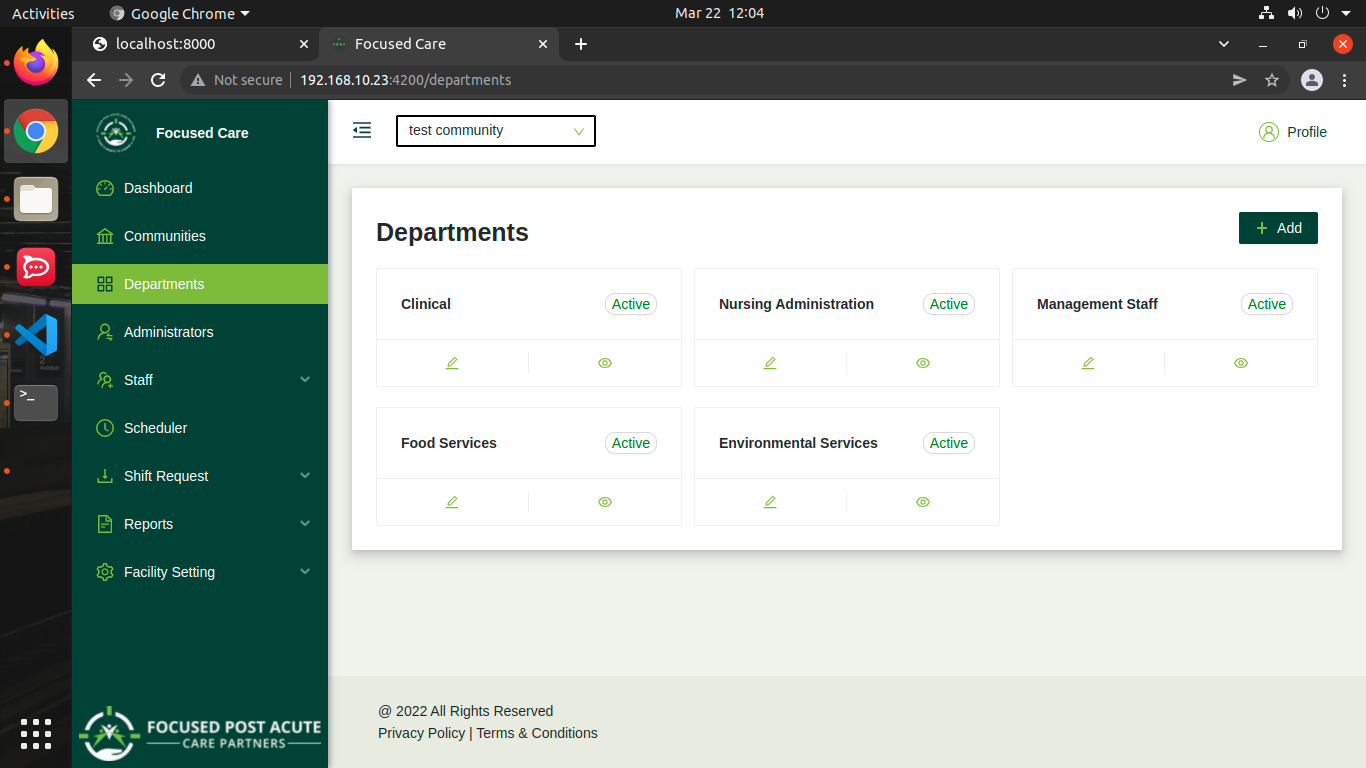 Activities Google Chrome Mar 22 12:04
localhost:8000 Focused Care
Not secure 192.168.10.23:4200/departments
Focused Care
test community
Profile
Dashboard
Communities
Departments
Administrators
Staff
Scheduler
Shift Request
Reports
Facility Setting
FOCUSED POST ACUTE
CARE PARTNERS
Departments
Add
Clinical Active
Nursing Administration Active
Management Staff Active
Food Services Active
Environmental Services Active
@ 2022 All Rights Reserved
Privacy Policy | Terms & Conditions